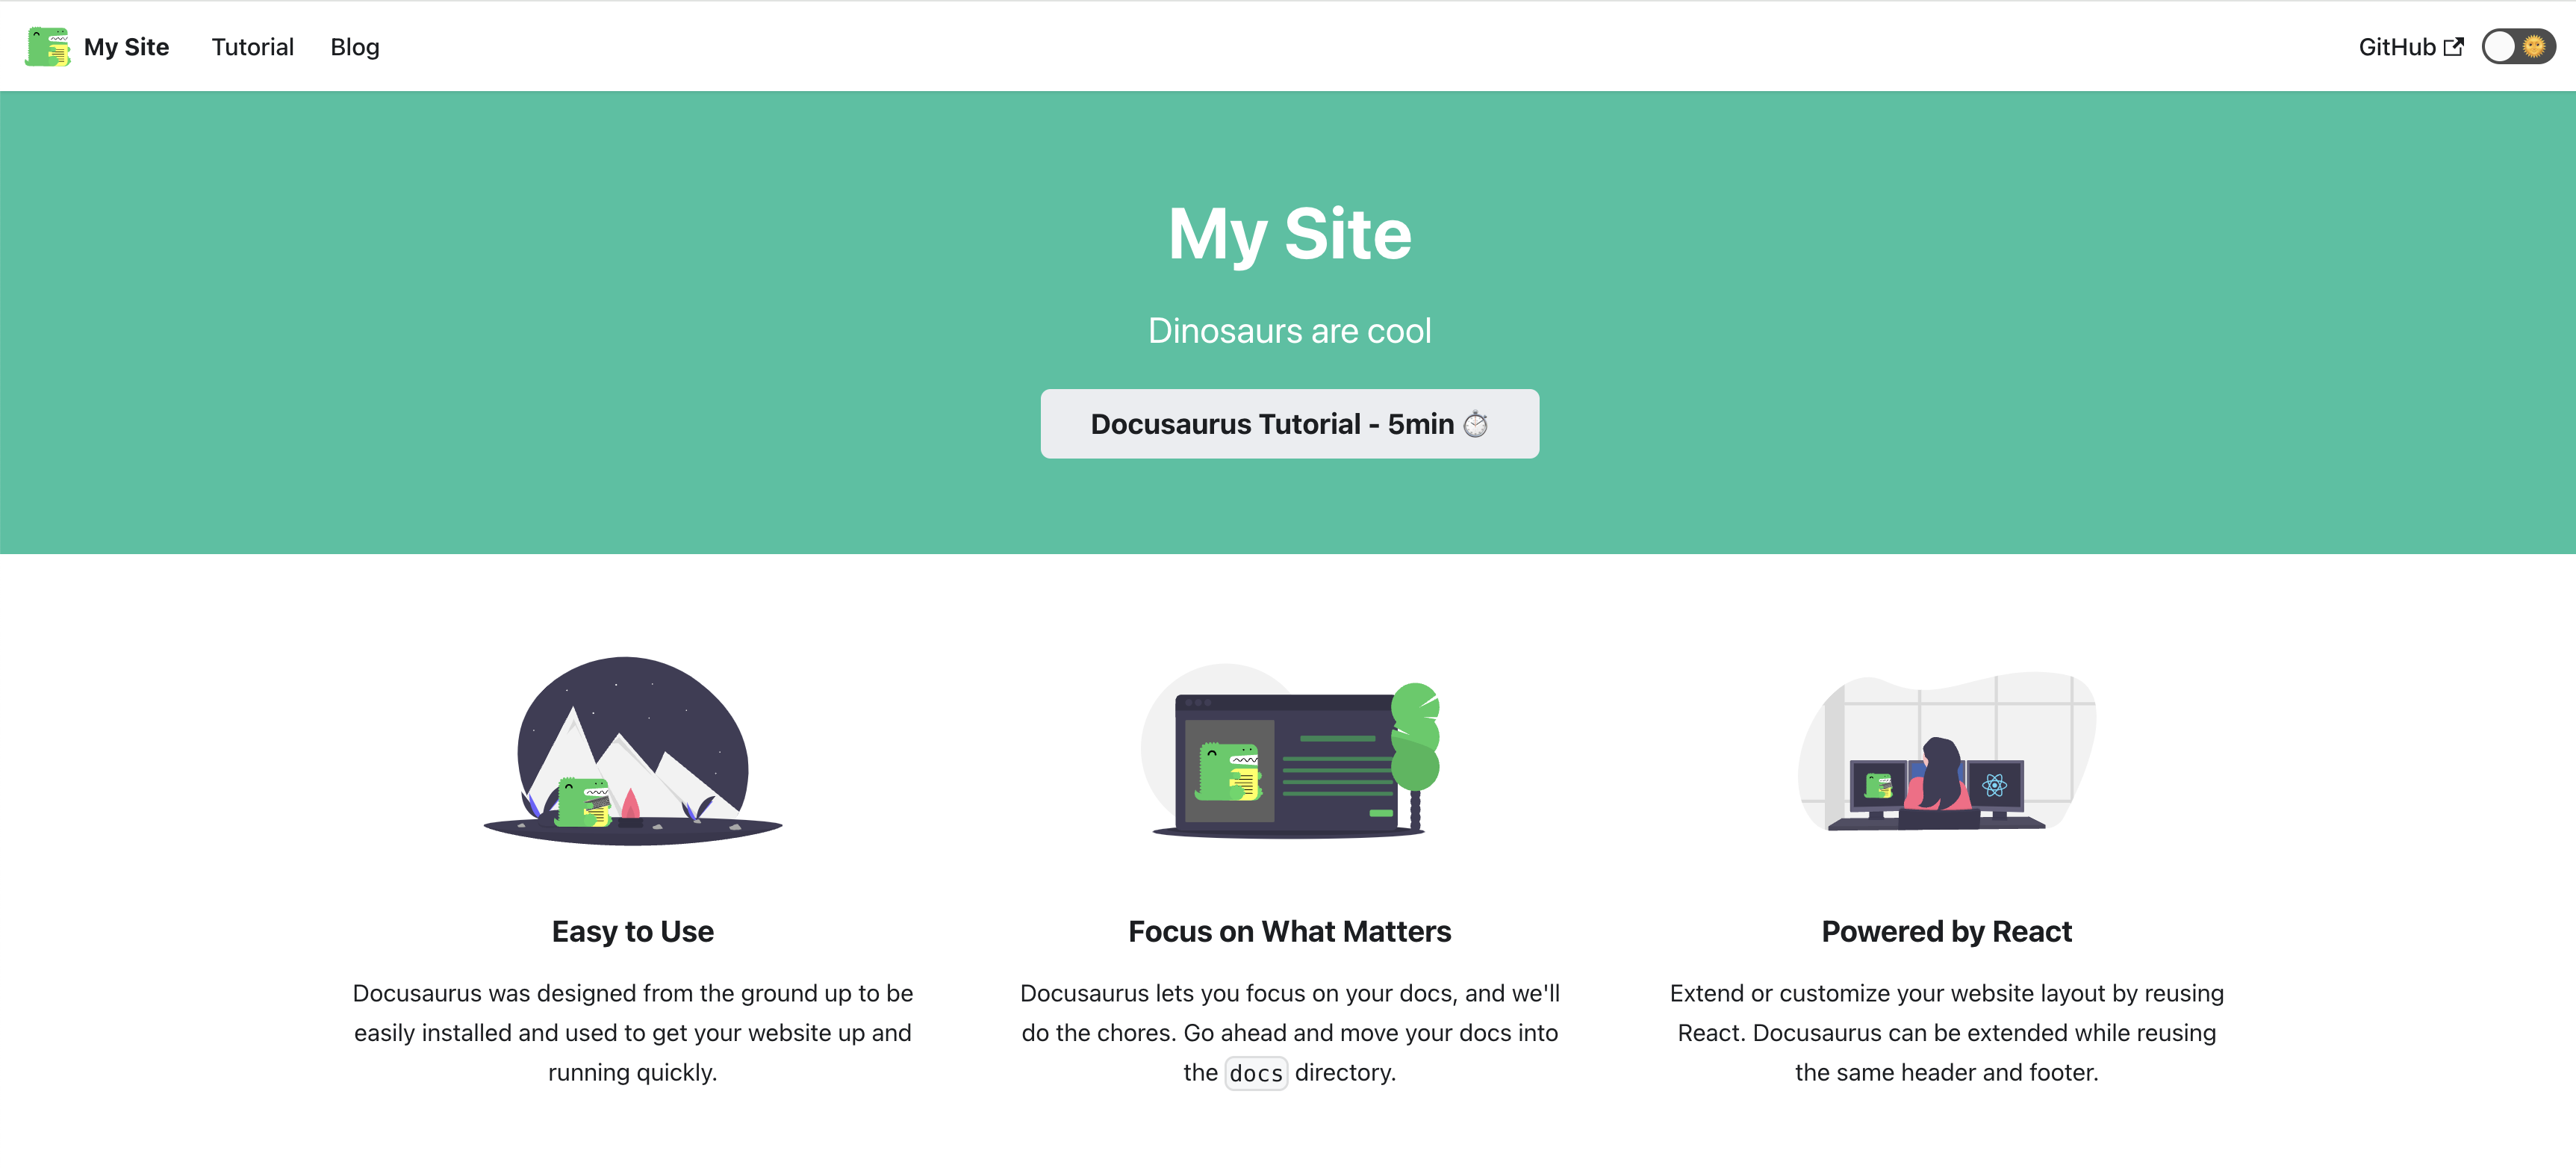 My Site
Tutorial
Blog
GitHub
My Site
Dinosaurs are cool
Docusaurus Tutorial - 5min ⏱️
Easy to Use
Docusaurus was designed from the ground up to be
easily installed and used to get your website up and
running quickly.
Focus on What Matters
Docusaurus lets you focus on your docs, and we'll
do the chores. Go ahead and move your docs into
the docs directory.
Powered by React
Extend or customize your website layout by reusing
React. Docusaurus can be extended while reusing
the same header and footer.